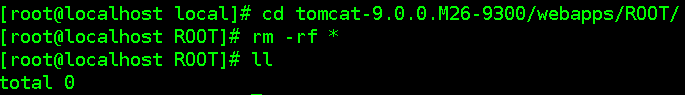 [root@localhost local]# cd tomcat-9.0.0.M26-9300/webapps/ROOT/
[root@localhost ROOT]# rm -rf *
[root@localhost ROOT]# ll
total 0